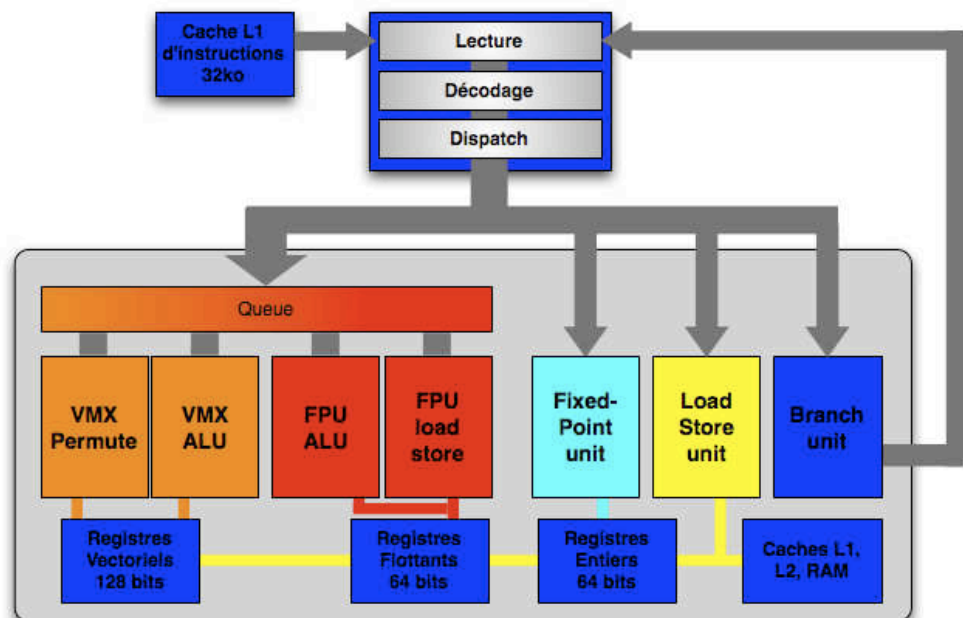 Cache L1
d'instructions
32ko
Lecture
Décodage
Dispatch
Queue
VMX
Permute
VMX
ALU
FPU
ALU
FPU
load
store
Fixed-
Point
unit
Load
Store
unit
Branch
unit
Registres
Vectoriels
128 bits
Registres
Flottants
64 bits
Registres
Entiers
64 bits
Caches L1,
L2, RAM